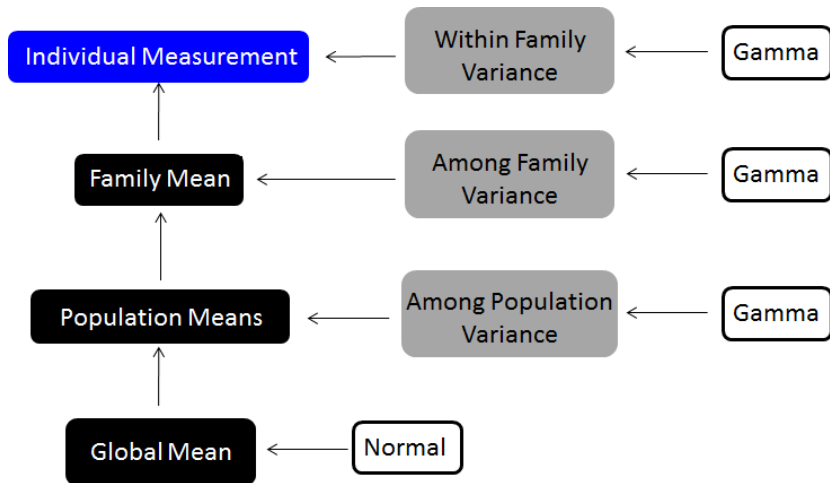 Individual Measurement
Within Family
Variance
Gamma
Family Mean
Among Family
Variance
Gamma
Population Means
Among Population
Variance
Gamma
Global Mean
Normal